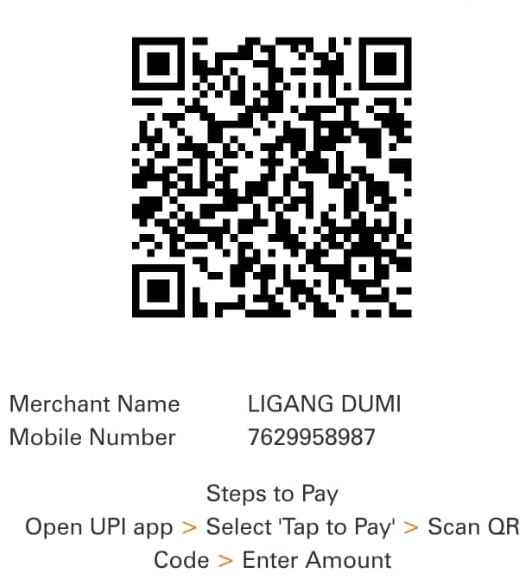 Merchant Name LIGANG DUMI
Mobile Number 7629958987
Steps to Pay
Open UPI app > Select 'Tap to Pay' > Scan QR
Code > Enter Amount